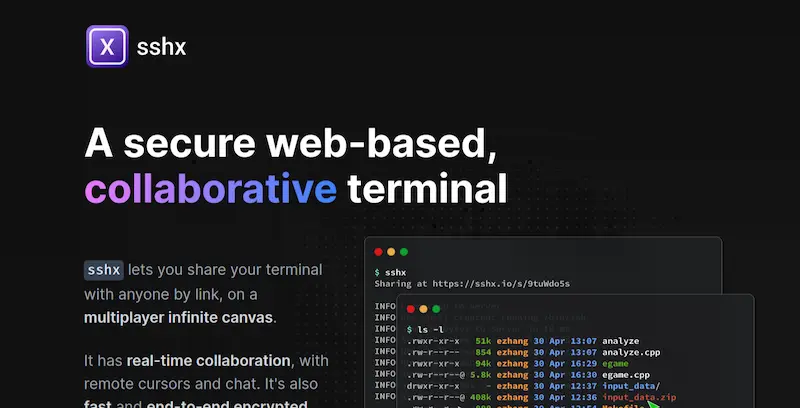 X sshx
A secure web-based,
collaborative terminal
sshx lets you share your terminal
with anyone by link, on a
multiplayer infinite canvas.
It has real-time collaboration, with
remote cursors and chat. It's also
fast and end-to-end encrypted
$ sshx
Sharing at https://sshx.io/s/9tuWdo5s
INFO
INFO
INFO
INFO
INFO
INFO
INFO
INFO
INFO
$ ls -l
.rwxr-xr-x 51k ezhang 30 Apr 13:07 analyze
.rw-r--r-- 854 ezhang 30 Apr 13:07 analyze.cpp
.rwxr-xr-x 94k ezhang 30 Apr 16:29 egame
.rw-r--r--@ 5.8k ezhang 30 Apr 16:30 egame.cpp
drwxr-xr-x - ezhang 30 Apr 12:37 input_data/
.rw-r--r--@ 408k ezhang 30 Apr 12:36 input_data.zip